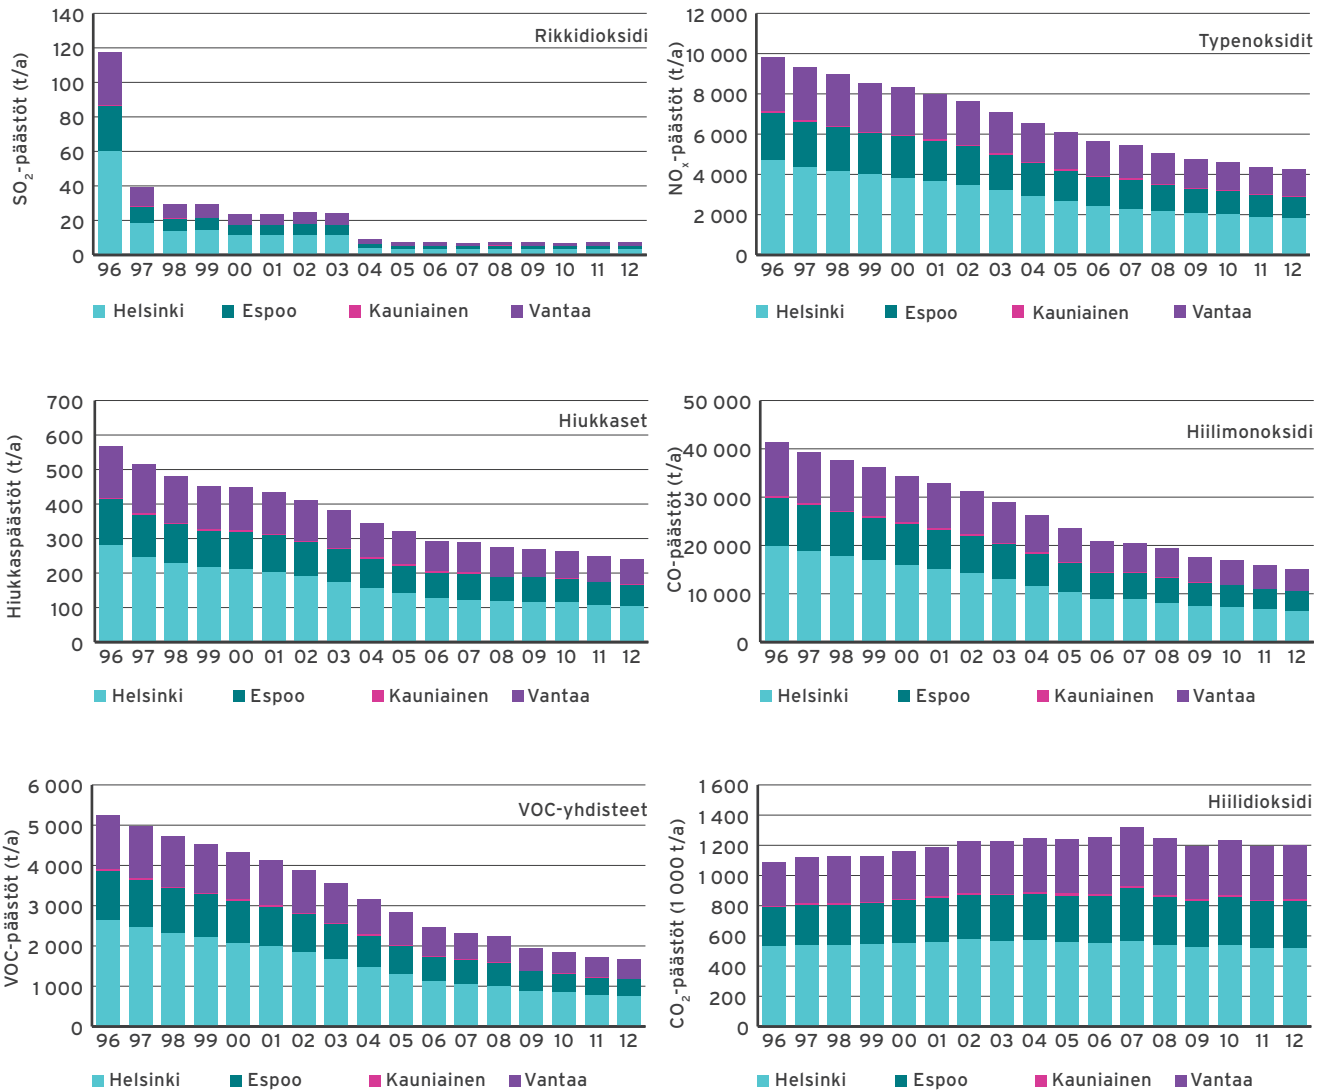 Rikkidioksidi
SO2-päästöt (t/a)
140
120
100
80
60
40
20
0
96 97 98 99 00 01 02 03 04 05 06 07 08 09 10 11 12
Helsinki Espoo Kauniainen Vantaa
Typenoksidit
NOx-päästöt (t/a)
12 000
10 000
8 000
6 000
4 000
2 000
0
96 97 98 99 00 01 02 03 04 05 06 07 08 09 10 11 12
Helsinki Espoo Kauniainen Vantaa
Hiukkaset
Hiukkaspäästöt (t/a)
700
600
500
400
300
200
100
0
96 97 98 99 00 01 02 03 04 05 06 07 08 09 10 11 12
Helsinki Espoo Kauniainen Vantaa
Hiilimonoksidi
CO-päästöt (t/a)
50 000
40 000
30 000
20 000
10 000
0
96 97 98 99 00 01 02 03 04 05 06 07 08 09 10 11 12
Helsinki Espoo Kauniainen Vantaa
VOC-yhdisteet
VOC-päästöt (t/a)
6 000
5 000
4 000
3 000
2 000
1 000
0
96 97 98 99 00 01 02 03 04 05 06 07 08 09 10 11 12
Helsinki Espoo Kauniainen Vantaa
Hiilidioksidi
CO2-päästöt (1 000 t/a)
1 600
1 400
1 200
1 000
800
600
400
200
0
96 97 98 99 00 01 02 03 04 05 06 07 08 09 10 11 12
Helsinki Espoo Kauniainen Vantaa